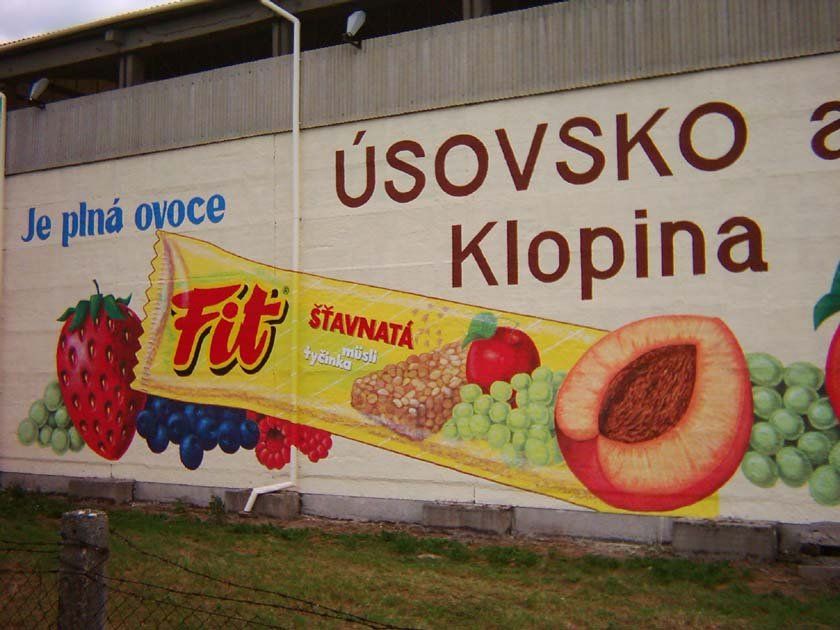 ÚSOVSKO a
Klopina
Je plná ovoce
Fit®
ŠŤAVNATÁ
müsli
tyčinka